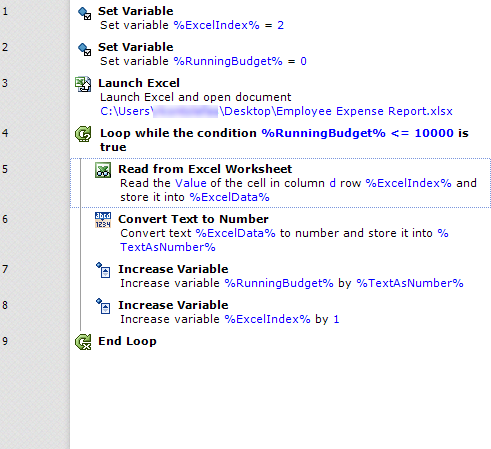 1 Set Variable
Set variable %ExcelIndex% = 2
2 Set Variable
Set variable %RunningBudget% = 0
3 Launch Excel
Launch Excel and open document
C:\Users\ \Desktop\Employee Expense Report.xlsx
4 Loop while the condition %RunningBudget% <= 10000 is
true
5 Read from Excel Worksheet
Read the Value of the cell in column d row %ExcelIndex% and
store it into %ExcelData%
6 Convert Text to Number
Convert text %ExcelData% to number and store it into %
TextAsNumber%
7 Increase Variable
Increase variable %RunningBudget% by %TextAsNumber%
8 Increase Variable
Increase variable %ExcelIndex% by 1
9 End Loop